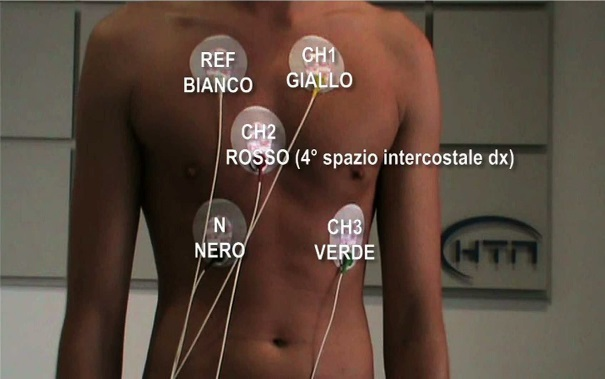 REF
BIANCO
CH1
GIALLO
CH2
ROSSO (4° spazio intercostale dx)
N
NERO
CH3
VERDE
HTN